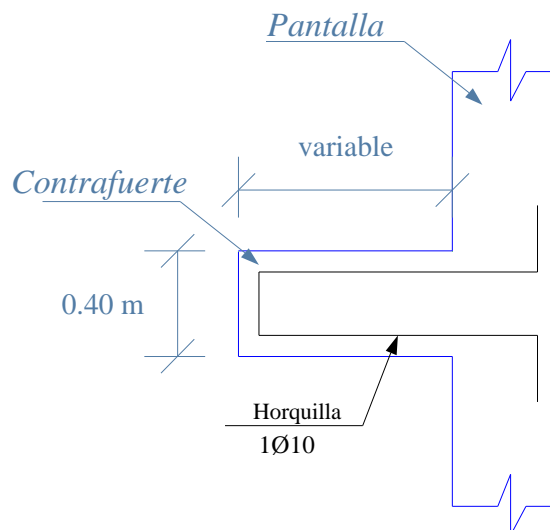 Pantalla
variable
Contrafuerte
0.40 m
Horquilla
1Ø10